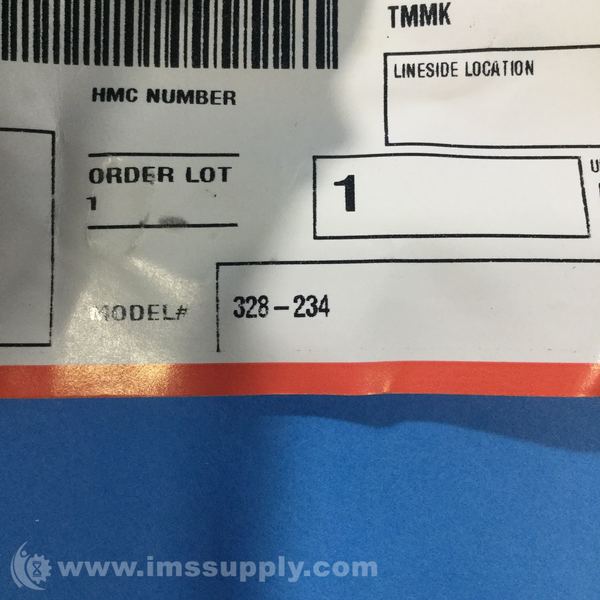 TMMK
LINESIDE LOCATION
HMC NUMBER
ORDER LOT
1
1
U
MODEL#
328-234
www.imssupply.com